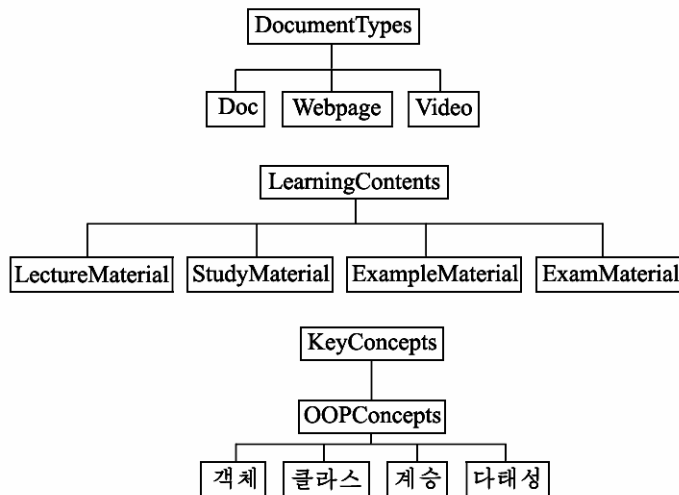 DocumentTypes
Doc Webpage Video
LearningContents
LectureMaterial StudyMaterial ExampleMaterial ExamMaterial
KeyConcepts
OOPConcepts
객체 클라스 계승 다태성